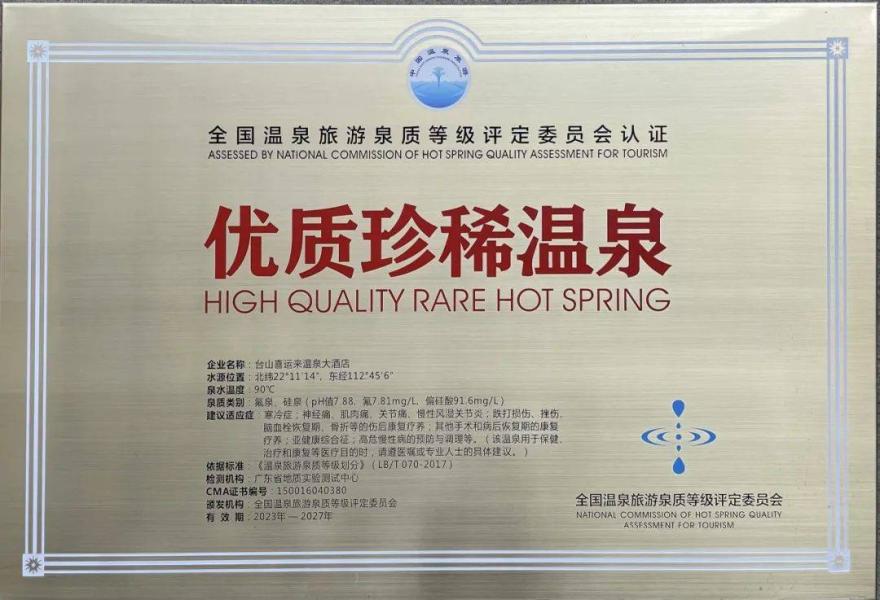 中国温泉旅游
全国温泉旅游泉质等级评定委员会认证
ASSESSED BY NATIONAL COMMISSION OF HOT SPRING QUALITY ASSESSMENT FOR TOURISM
优质珍稀温泉
HIGH QUALITY RARE HOT SPRING
企业名称：台山喜运来温泉大酒店
水源位置：北纬22°11'14"，东经112°45'6"
泉水温度：90℃
泉质类别：氟泉、硅泉（pH值7.88、氟7.81mg/L、偏硅酸91.6mg/L）
建议适应症：寒冷症；神经痛、肌肉痛、关节痛、慢性风湿关节炎；跌打损伤、挫伤、
脑血栓恢复期、骨折等的伤后康复疗养；其他手术和病后恢复期的康复
疗养；亚健康综合征；高危慢性病的预防与调理等。（该温泉用于保健、
治疗和康复等医疗目的时，请遵医嘱或专业人士的具体建议。）
依据标准：《温泉旅游泉质等级划分》（LB/T 070-2017）
检测机构：广东省地质实验测试中心
CMA证书编号：150016040380
颁发机构：全国温泉旅游泉质等级评定委员会
有 效 期：2023年—2027年
全国温泉旅游泉质等级评定委员会
NATIONAL COMMISSION OF HOT SPRING QUALITY
ASSESSMENT FOR TOURISM